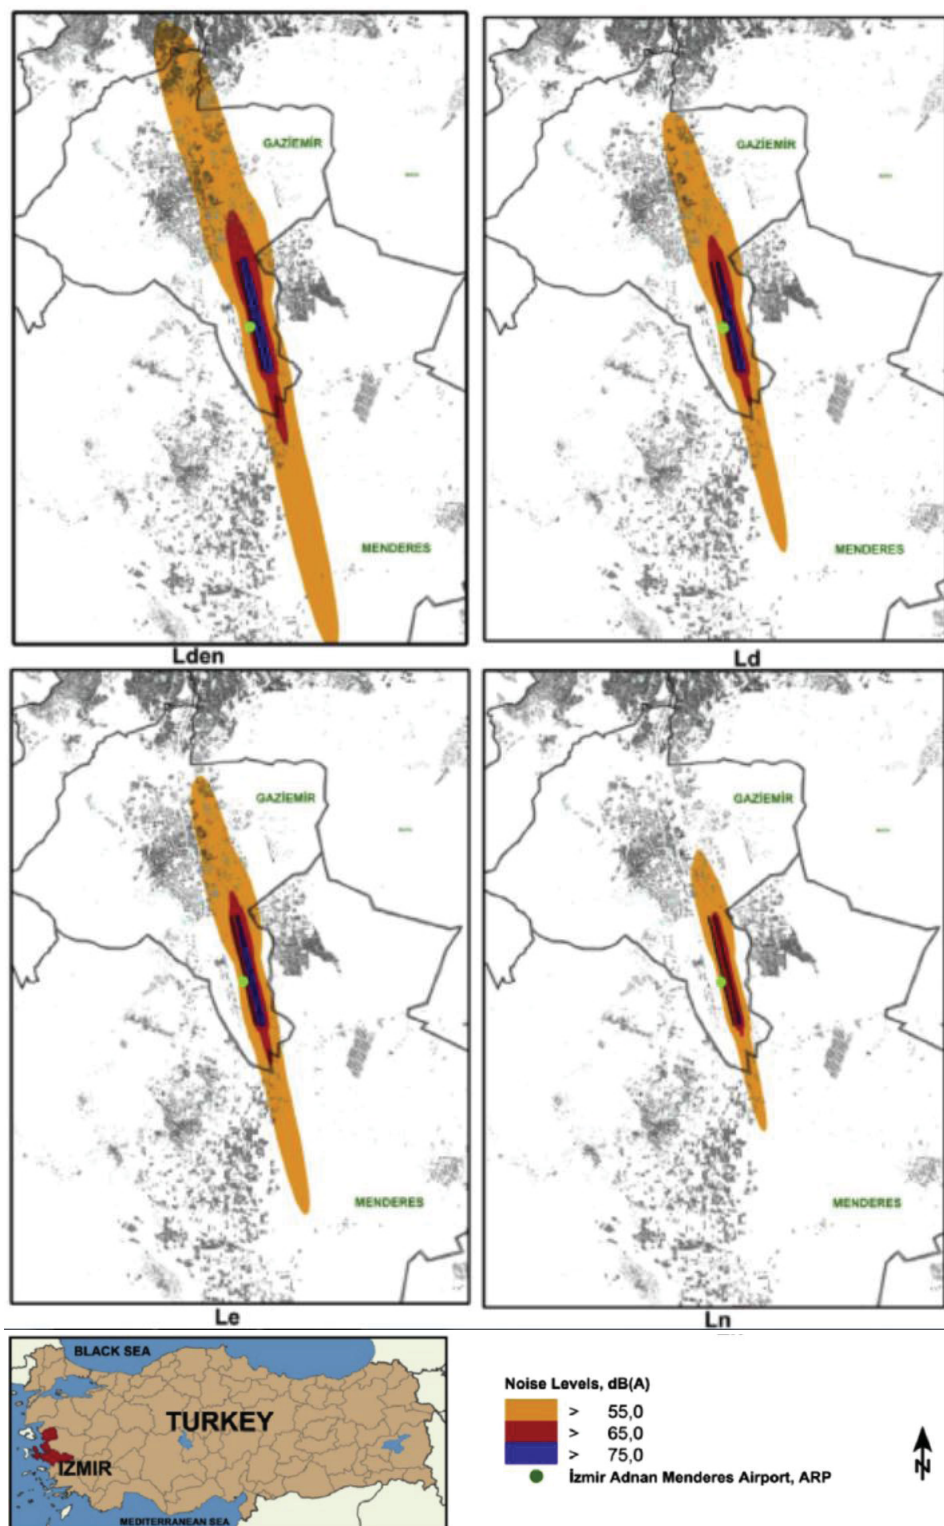 GAZİEMİR
MENDERES
Lden
GAZİEMİR
MENDERES
Ld
GAZİEMİR
MENDERES
Le
GAZİEMİR
MENDERES
Ln
BLACK SEA
TURKEY
İZMİR
MEDITERRANEAN SEA
Noise Levels, dB(A)
> 55,0
> 65,0
> 75,0
İzmir Adnan Menderes Airport, ARP
N